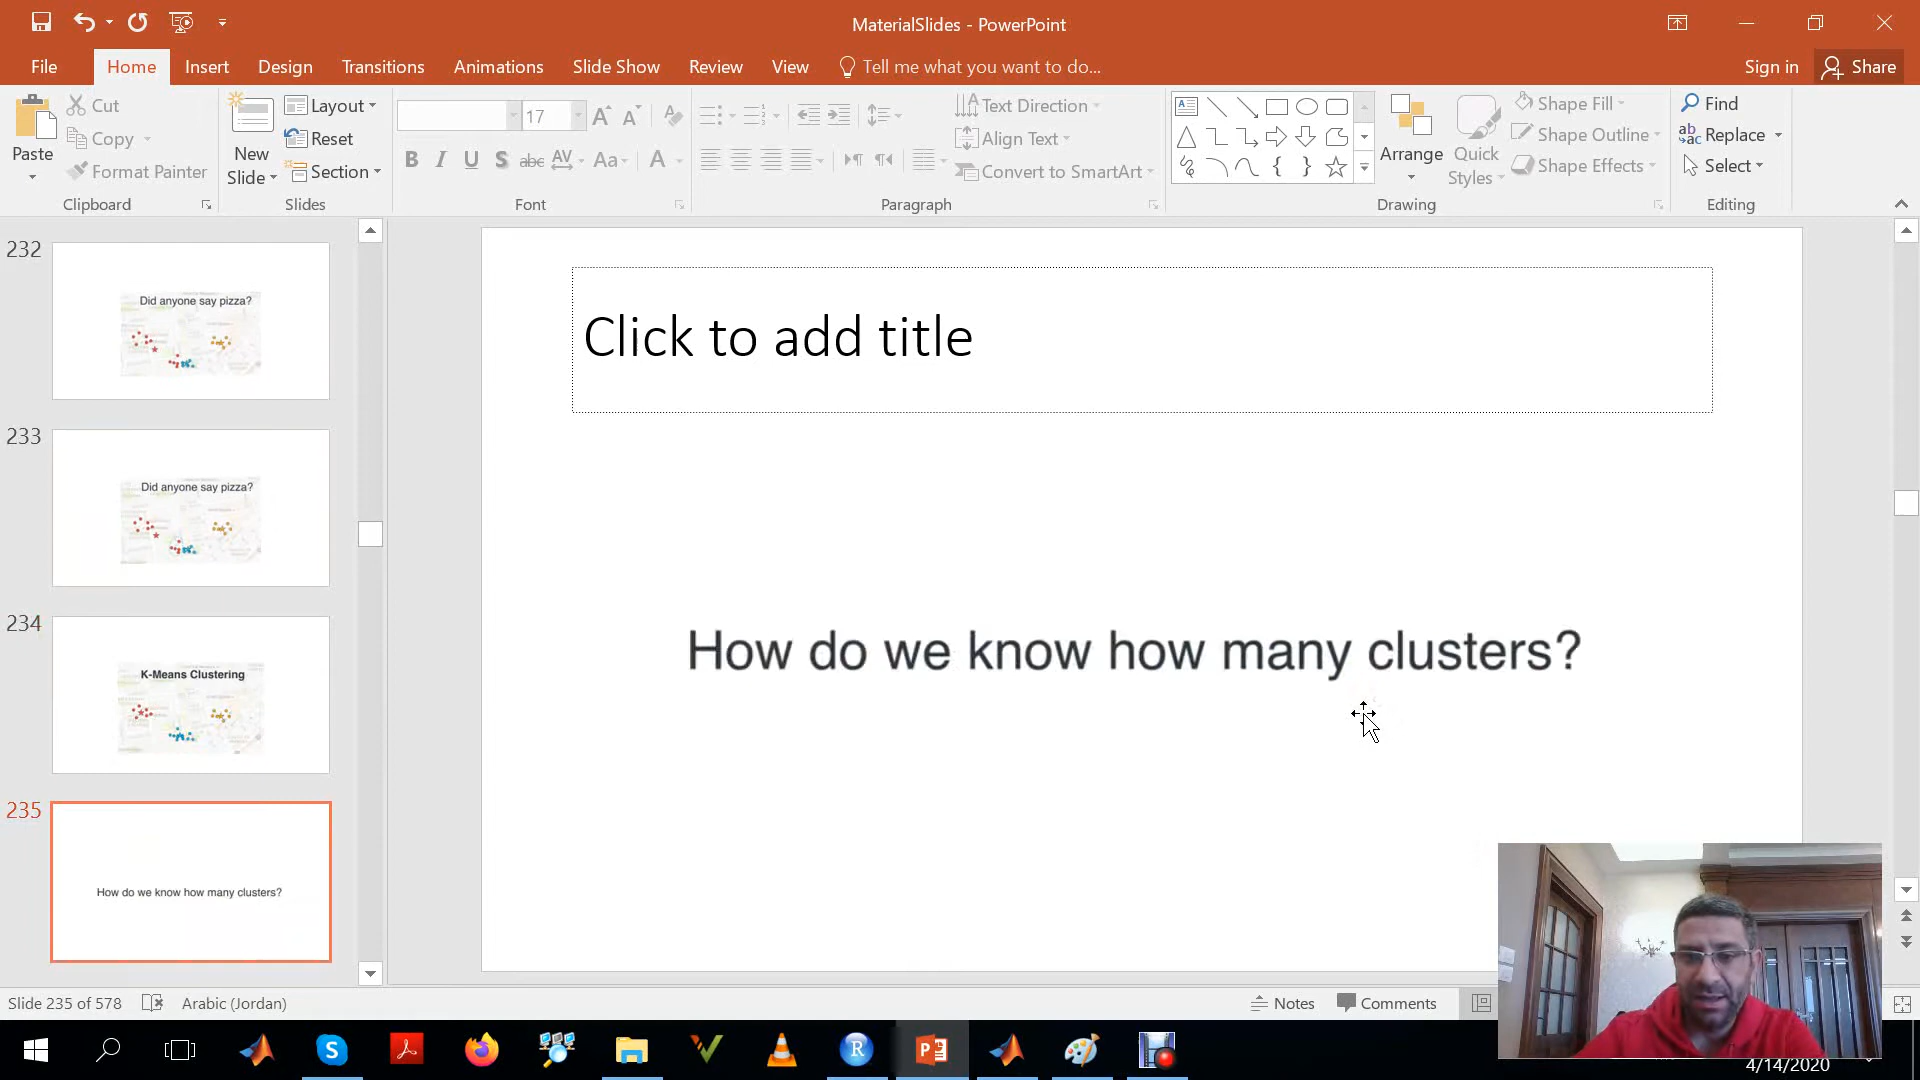 MaterialSlides - PowerPoint
File Home Insert Design Transitions Animations Slide Show Review View Tell me what you want to do... Sign in Share
Paste Cut Copy Format Painter Clipboard
New Slide Layout Reset Section Slides
17 B I U S abc AV Aa A Font
Text Direction Align Text Convert to SmartArt Paragraph
Arrange Quick Styles Shape Fill Shape Outline Shape Effects Drawing
Find Replace Select Editing
232
Did anyone say pizza?
233
Did anyone say pizza?
234
K-Means Clustering
235
How do we know how many clusters?
Click to add title
How do we know how many clusters?
Slide 235 of 578 Arabic (Jordan) Notes Comments
4/14/2020